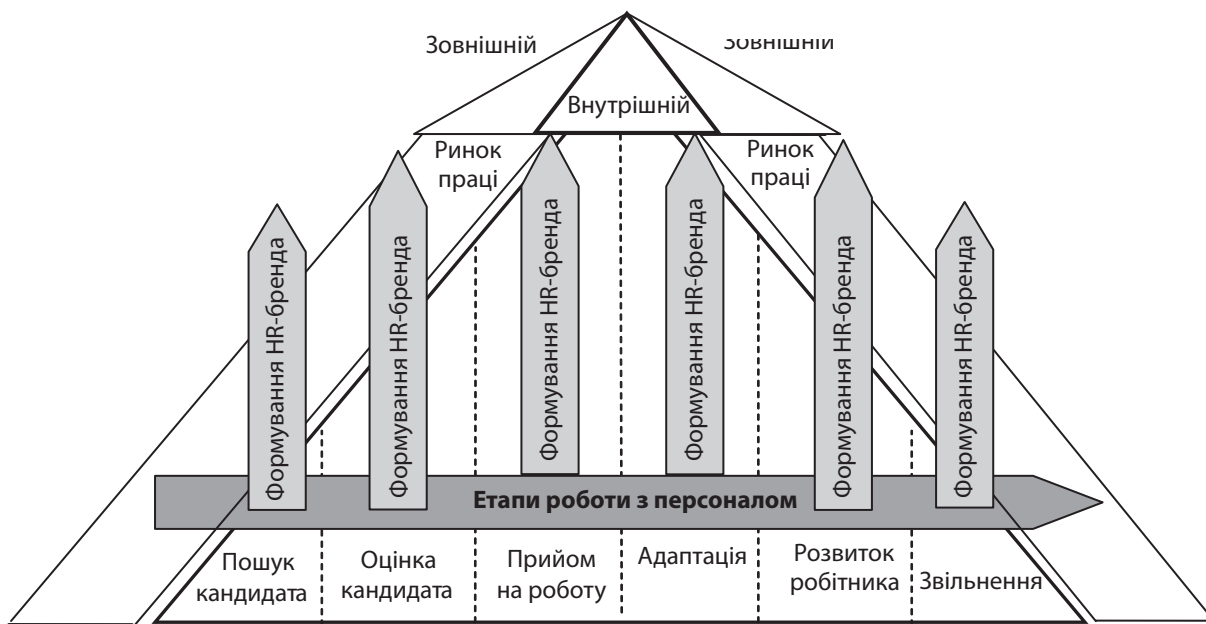 Зовнішній
Зовнішній
Внутрішній
Ринок
праці
Ринок
праці
Формування HR-бренда
Формування HR-бренда
Формування HR-бренда
Формування HR-бренда
Формування HR-бренда
Формування HR-бренда
Етапи роботи з персоналом
Пошук
кандидата
Оцінка
кандидата
Прийом
на роботу
Адаптація
Розвиток
робітника
Звільнення